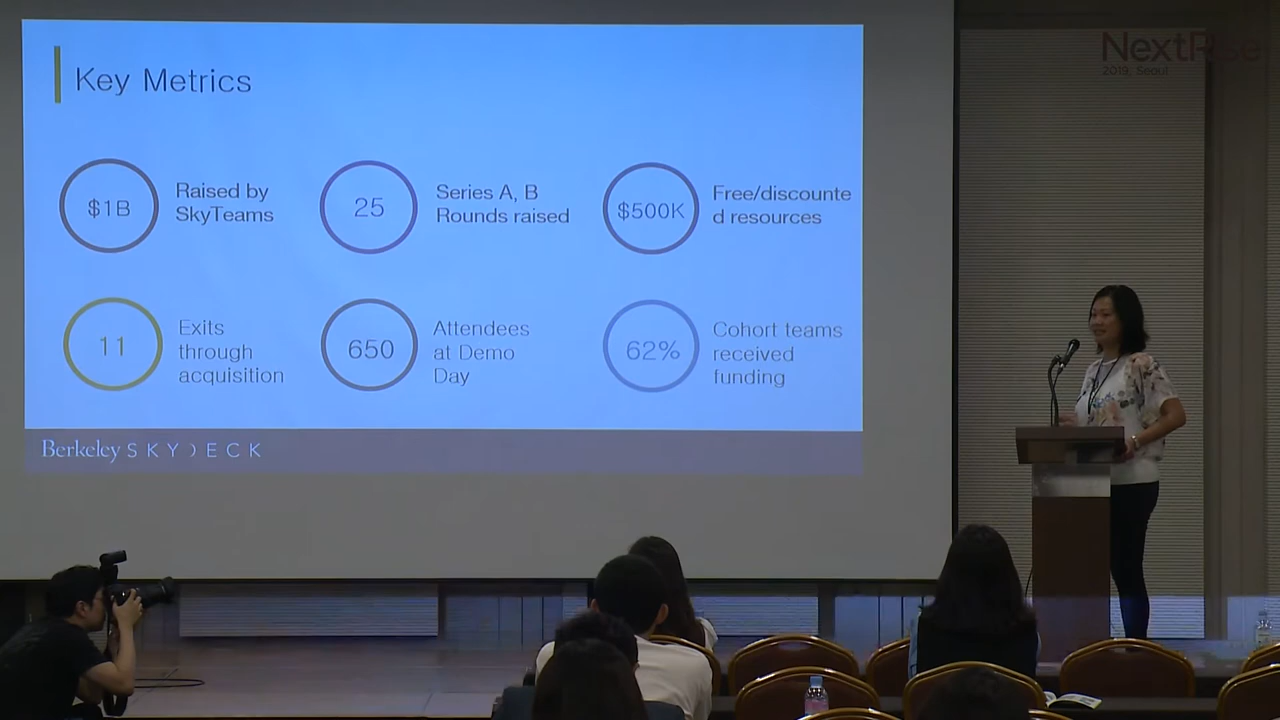 NextRise
2019, Seoul
Key Metrics
$1B
Raised by
SkyTeams
25
Series A, B
Rounds raised
$500K
Free/discounte
d resources
11
Exits
through
acquisition
650
Attendees
at Demo
Day
62%
Cohort teams
received
funding
Berkeley SKYDECK